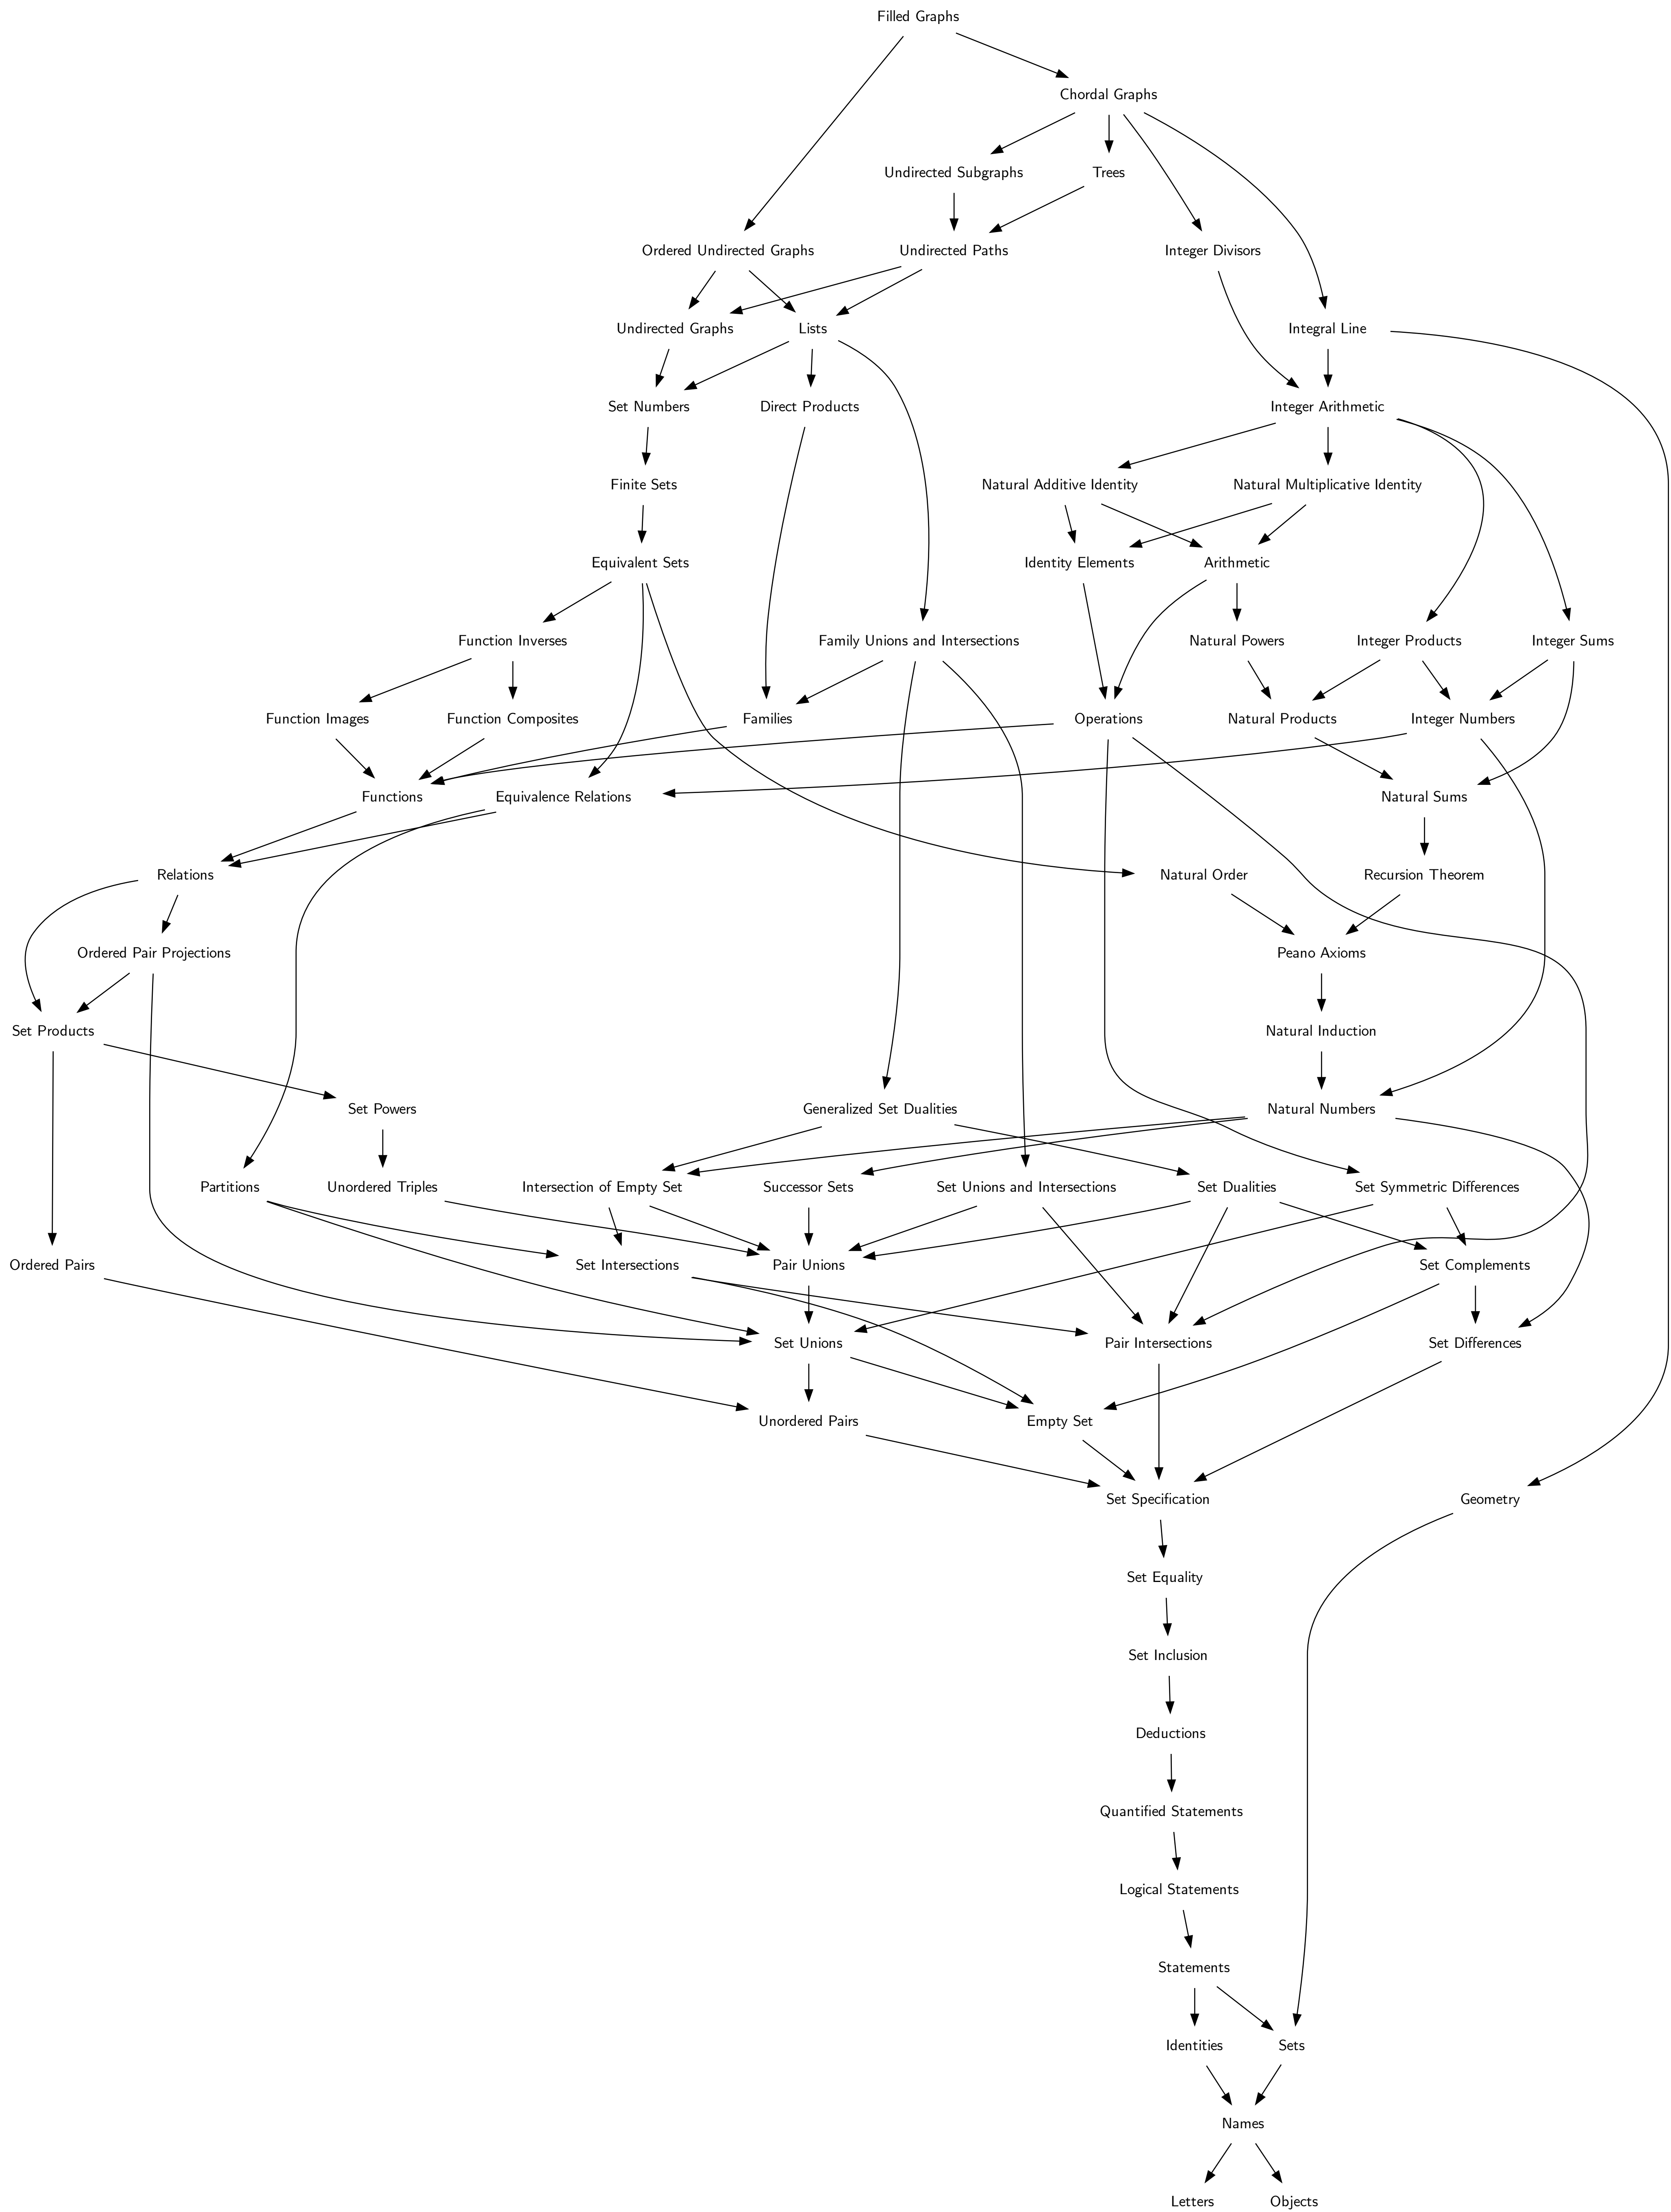 Filled Graphs
Chordal Graphs
Undirected Subgraphs
Trees
Ordered Undirected Graphs
Undirected Paths
Integer Divisors
Undirected Graphs
Lists
Integral Line
Set Numbers
Direct Products
Integer Arithmetic
Finite Sets
Natural Additive Identity
Natural Multiplicative Identity
Equivalent Sets
Identity Elements
Arithmetic
Function Inverses
Family Unions and Intersections
Natural Powers
Integer Products
Integer Sums
Function Images
Function Composites
Families
Operations
Natural Products
Integer Numbers
Functions
Equivalence Relations
Natural Sums
Relations
Natural Order
Recursion Theorem
Ordered Pair Projections
Peano Axioms
Set Products
Natural Induction
Set Powers
Generalized Set Dualities
Natural Numbers
Partitions
Unordered Triples
Intersection of Empty Set
Successor Sets
Set Unions and Intersections
Set Dualities
Set Symmetric Differences
Ordered Pairs
Set Intersections
Pair Unions
Set Complements
Set Unions
Pair Intersections
Set Differences
Unordered Pairs
Empty Set
Set Specification
Geometry
Set Equality
Set Inclusion
Deductions
Quantified Statements
Logical Statements
Statements
Identities
Sets
Names
Letters
Objects